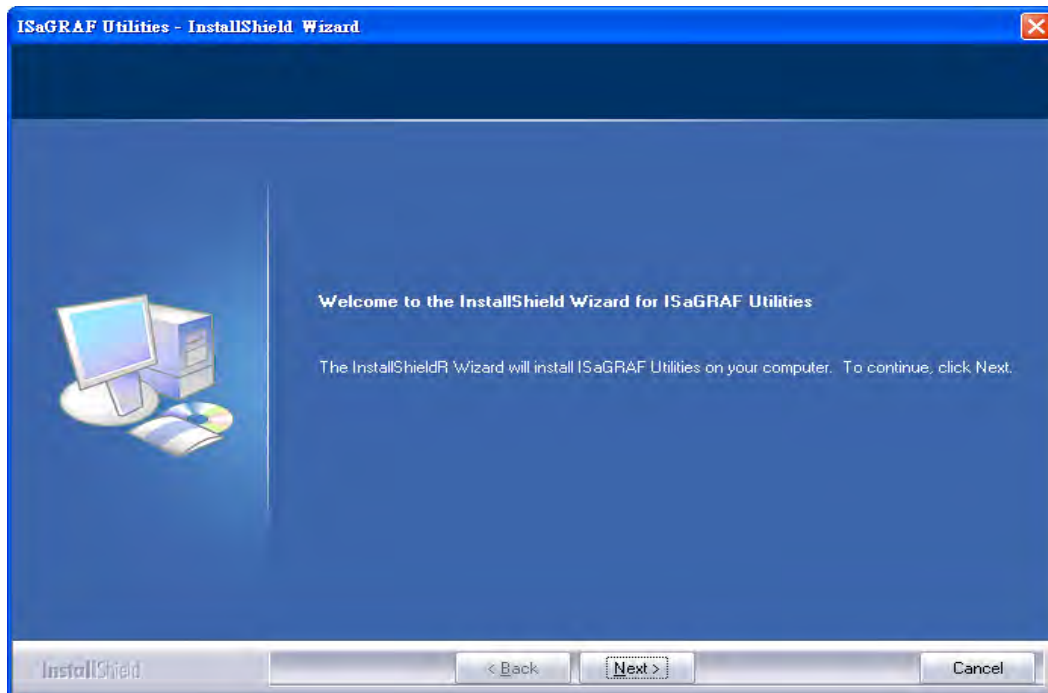 ISaGRAF Utilities - InstallShield Wizard
Welcome to the InstallShield Wizard for ISaGRAF Utilities
The InstallShieldR Wizard will install ISaGRAF Utilities on your computer. To continue, click Next.
InstallShield
< Back
Next >
Cancel